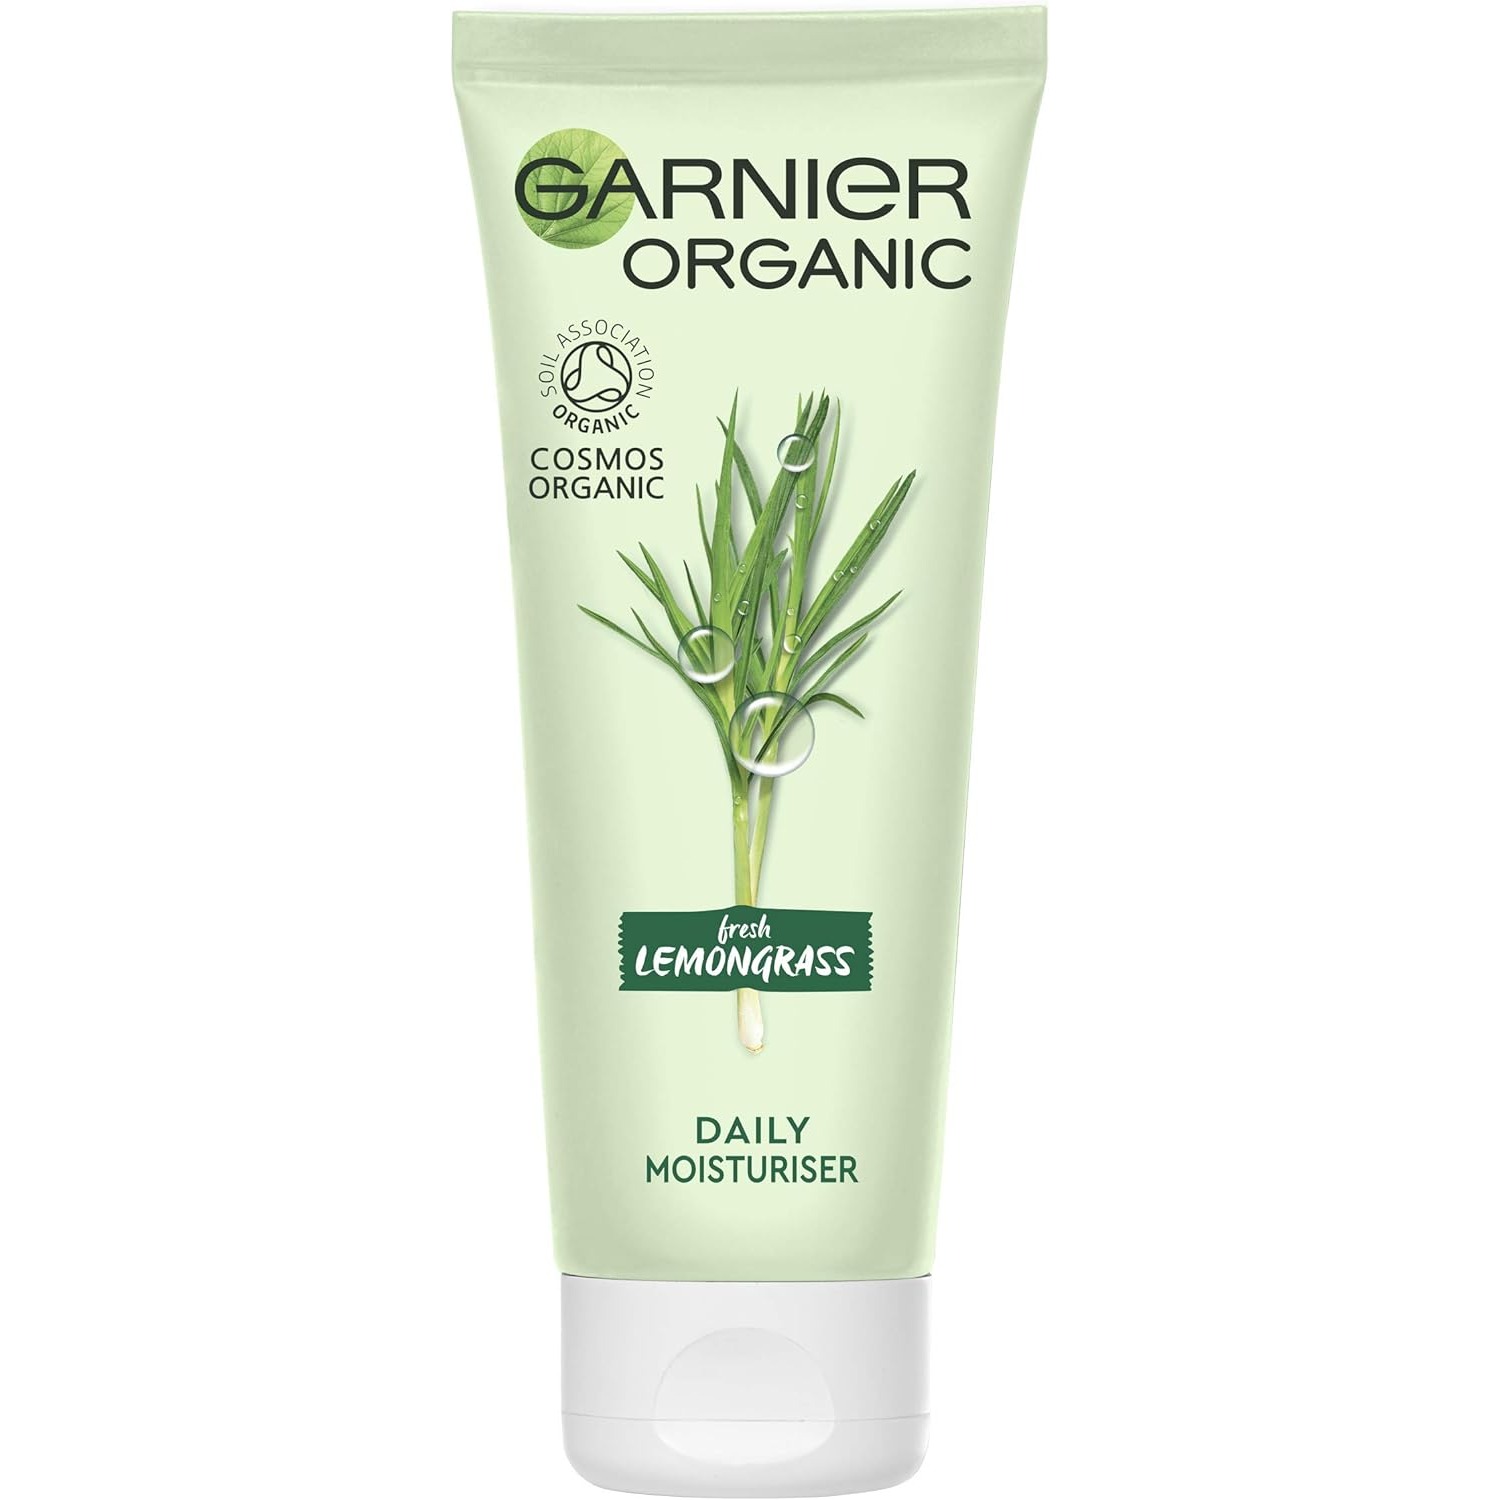 GARNIER
ORGANIC
SOIL ASSOCIATION
ORGANIC
COSMOS
ORGANIC
fresh
LEMONGRASS
DAILY
MOISTURISER